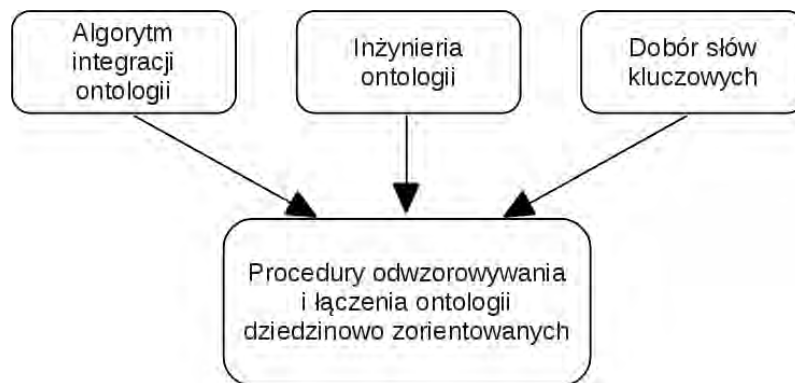 Algorytm
integracji
ontologii
Inżynieria
ontologii
Dobór słów
kluczowych
Procedury odwzorowywania
i łączenia ontologii
dziedzinowo zorientowanych